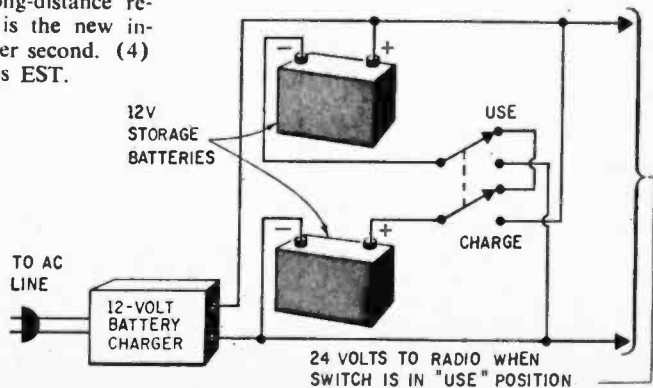 ng-distance re-
is the new in-
er second. (4)
s EST.
12V
STORAGE
BATTERIES
−
+
USE
−
+
CHARGE
TO AC
LINE
12-VOLT
BATTERY
CHARGER
24 VOLTS TO RADIO WHEN
SWITCH IS IN "USE" POSITION